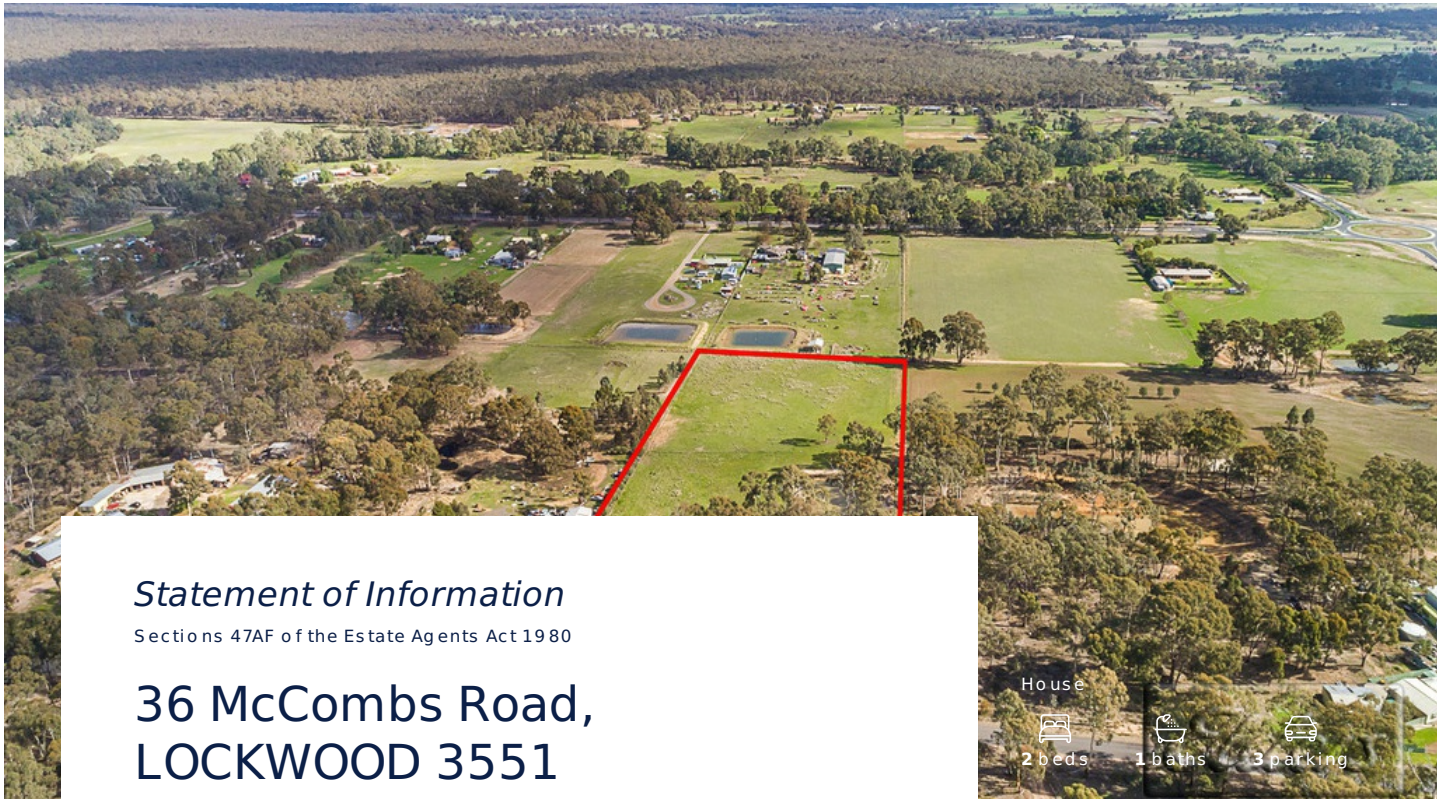 Statement of Information
Sections 47AF of the Estate Agents Act 1980
36 McCombs Road,
LOCKWOOD 3551
House
2 beds 1 baths 3 parking